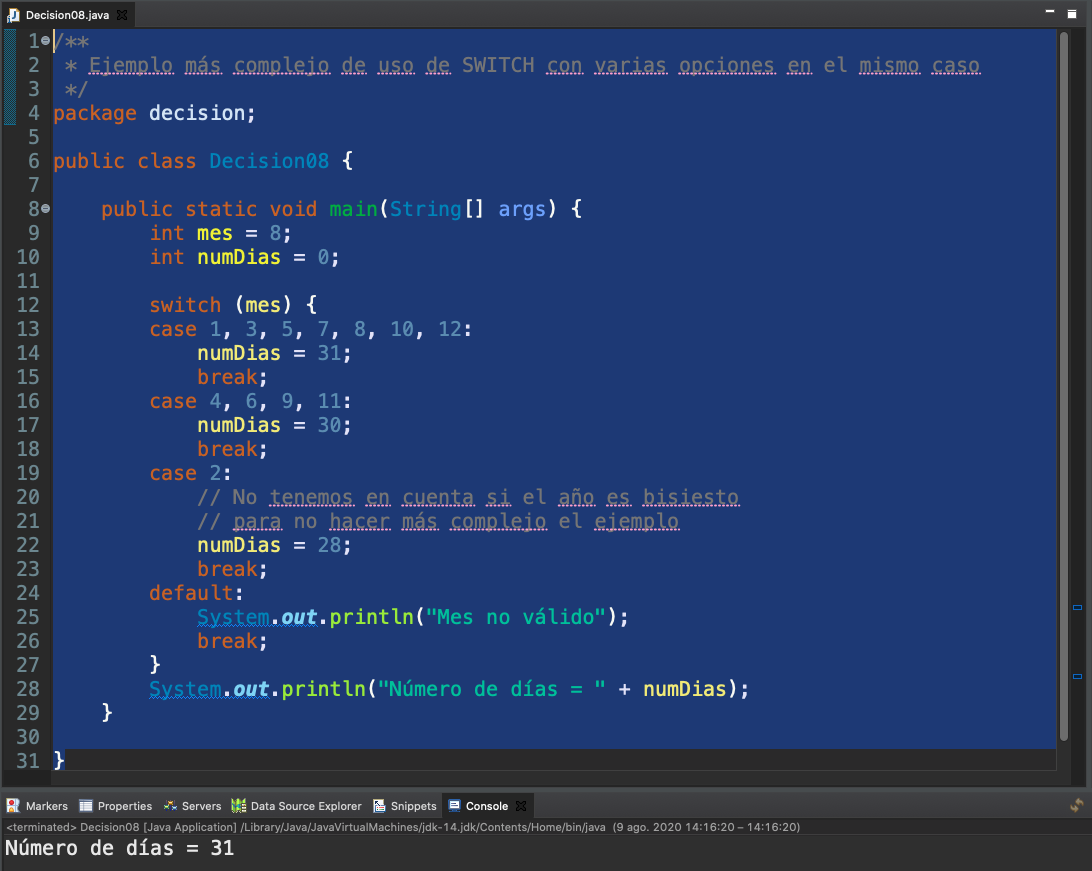 Decision08.java
1 /**
2  * Ejemplo más complejo de uso de SWITCH con varias opciones en el mismo caso
3  */
4 package decision;
5
6 public class Decision08 {
7
8     public static void main(String[] args) {
9         int mes = 8;
10         int numDias = 0;
11
12         switch (mes) {
13         case 1, 3, 5, 7, 8, 10, 12:
14             numDias = 31;
15             break;
16         case 4, 6, 9, 11:
17             numDias = 30;
18             break;
19         case 2:
20             // No tenemos en cuenta si el año es bisiesto
21             // para no hacer más complejo el ejemplo
22             numDias = 28;
23             break;
24         default:
25             System.out.println("Mes no válido");
26             break;
27         }
28         System.out.println("Número de días = " + numDias);
29     }
30
31 }
Markers Properties Servers Data Source Explorer Snippets Console
<terminated> Decision08 [Java Application] /Library/Java/JavaVirtualMachines/jdk-14.jdk/Contents/Home/bin/java (9 ago. 2020 14:16:20 – 14:16:20)
Número de días = 31